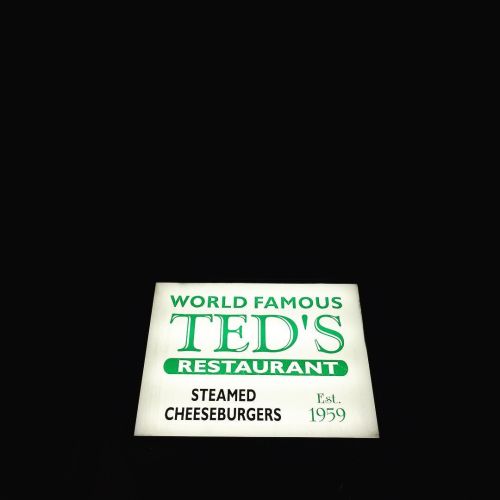 WORLD FAMOUS
TED'S
RESTAURANT
STEAMED
CHEESEBURGERS
Est.
1959